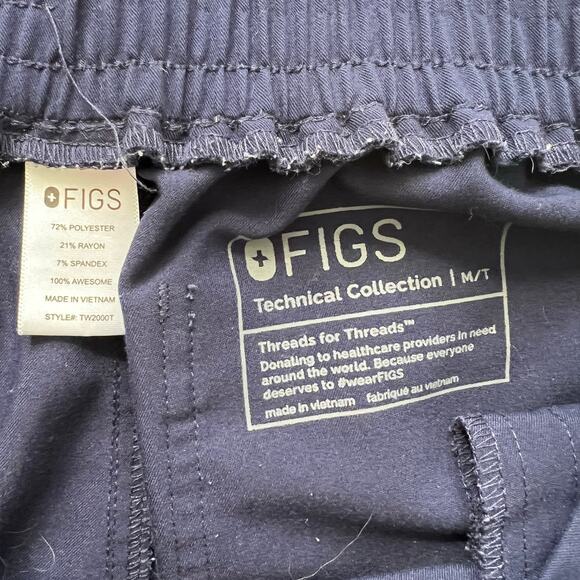 FIGS
72% POLYESTER
21% RAYON
7% SPANDEX
100% AWESOME
MADE IN VIETNAM
STYLE#: TW2000T
FIGS
Technical Collection | M/T
Threads for Threads™
Donating to healthcare providers in need
around the world. Because everyone
deserves to #wearFIGS
made in vietnam fabriqué au vietnam